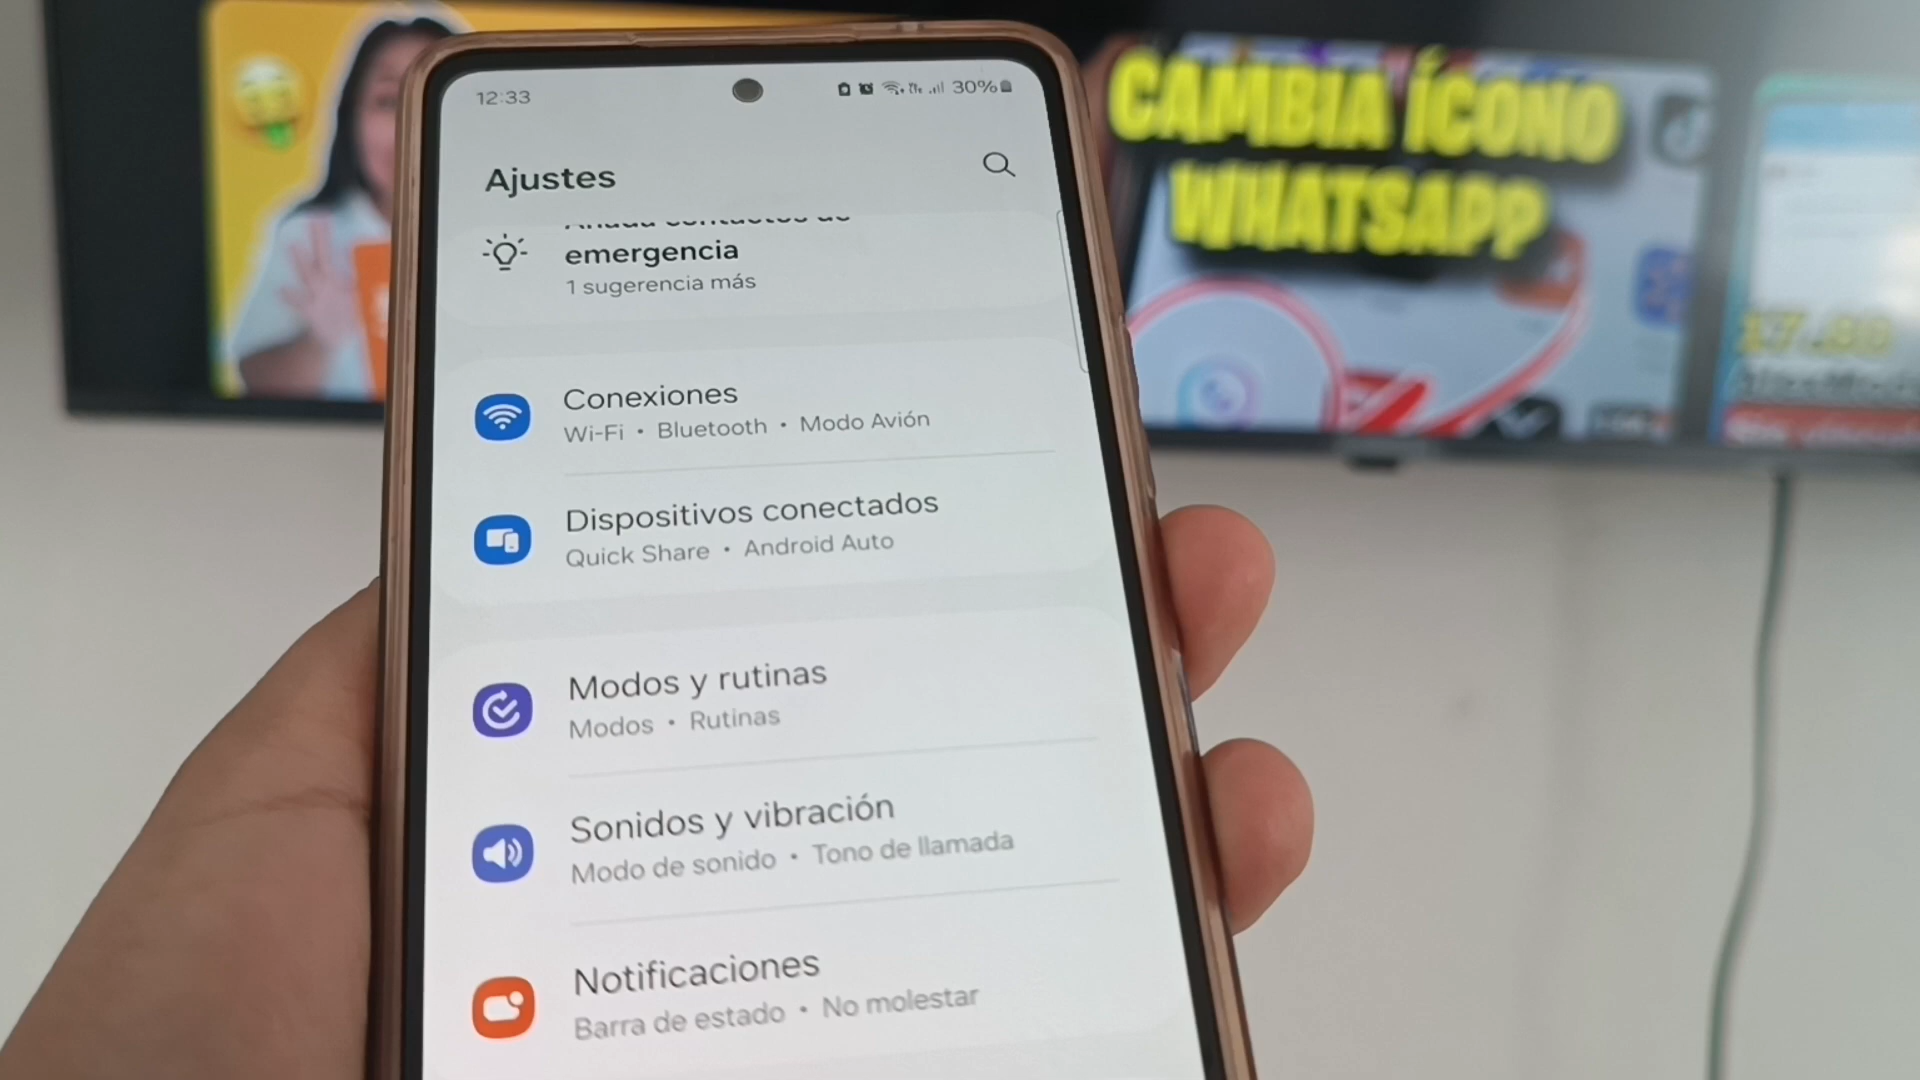 12:33
30%
Ajustes
emergencia
1 sugerencia más
Conexiones
Wi-Fi • Bluetooth • Modo Avión
Dispositivos conectados
Quick Share • Android Auto
Modos y rutinas
Modos • Rutinas
Sonidos y vibración
Modo de sonido • Tono de llamada
Notificaciones
Barra de estado • No molestar
CAMBIA ÍCONO
WHATSAPP